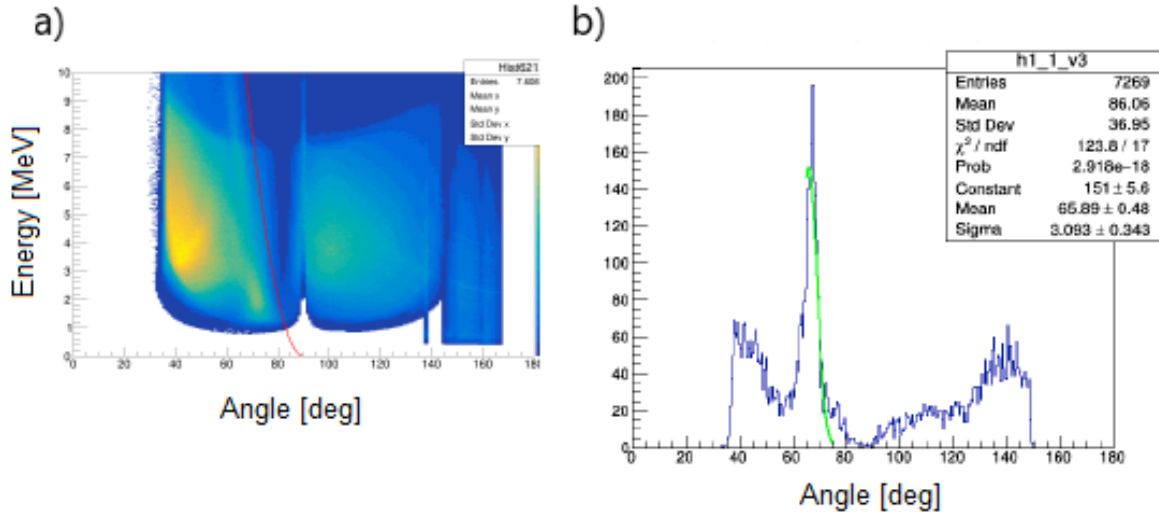 a)
Energy [MeV]
10
9
8
7
6
5
4
3
2
1
0
0 20 40 60 80 100 120 140 160 180
Angle [deg]
Entries
Mean x
Mean y
Std Dev x
Std Dev y
b)
h1_1_v3
Entries 7269
Mean 86.06
Std Dev 36.95
χ² / ndf 123.8 / 17
Prob 2.918e−18
Constant 151 ± 5.6
Mean 65.89 ± 0.48
Sigma 3.093 ± 0.343
200
180
160
140
120
100
80
60
40
20
0
0 20 40 60 80 100 120 140 160 180
Angle [deg]